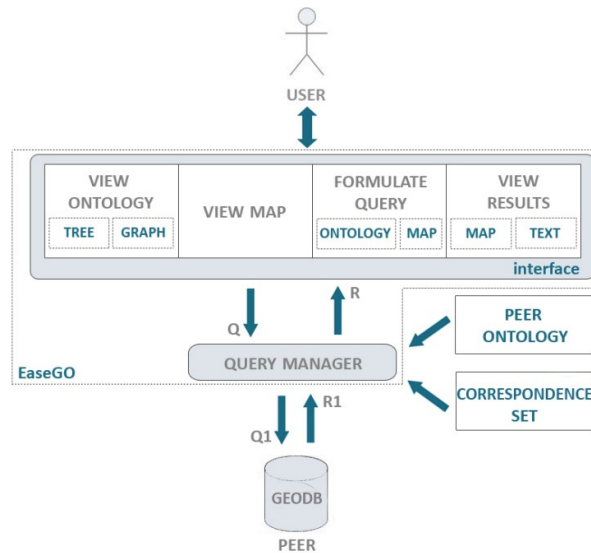 USER
VIEW
ONTOLOGY
TREE
GRAPH
VIEW MAP
FORMULATE
QUERY
ONTOLOGY
MAP
VIEW
RESULTS
MAP
TEXT
interface
Q
R
PEER
ONTOLOGY
QUERY MANAGER
EaseGO
CORRESPONDENCE
SET
Q1
R1
GEODB
PEER